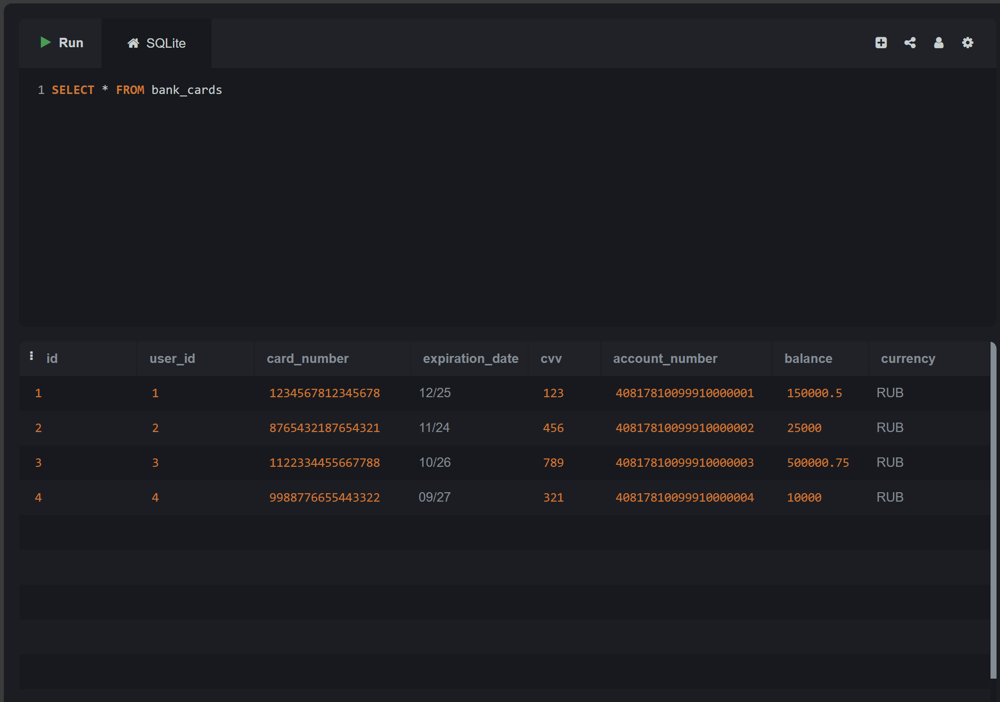 Run SQLite
1 SELECT * FROM bank_cards
id user_id card_number expiration_date cvv account_number balance currency
1 1 1234567812345678 12/25 123 40817810099910000001 150000.5 RUB
2 2 8765432187654321 11/24 456 40817810099910000002 25000 RUB
3 3 1122334455667788 10/26 789 40817810099910000003 500000.75 RUB
4 4 9988776655443322 09/27 321 40817810099910000004 10000 RUB